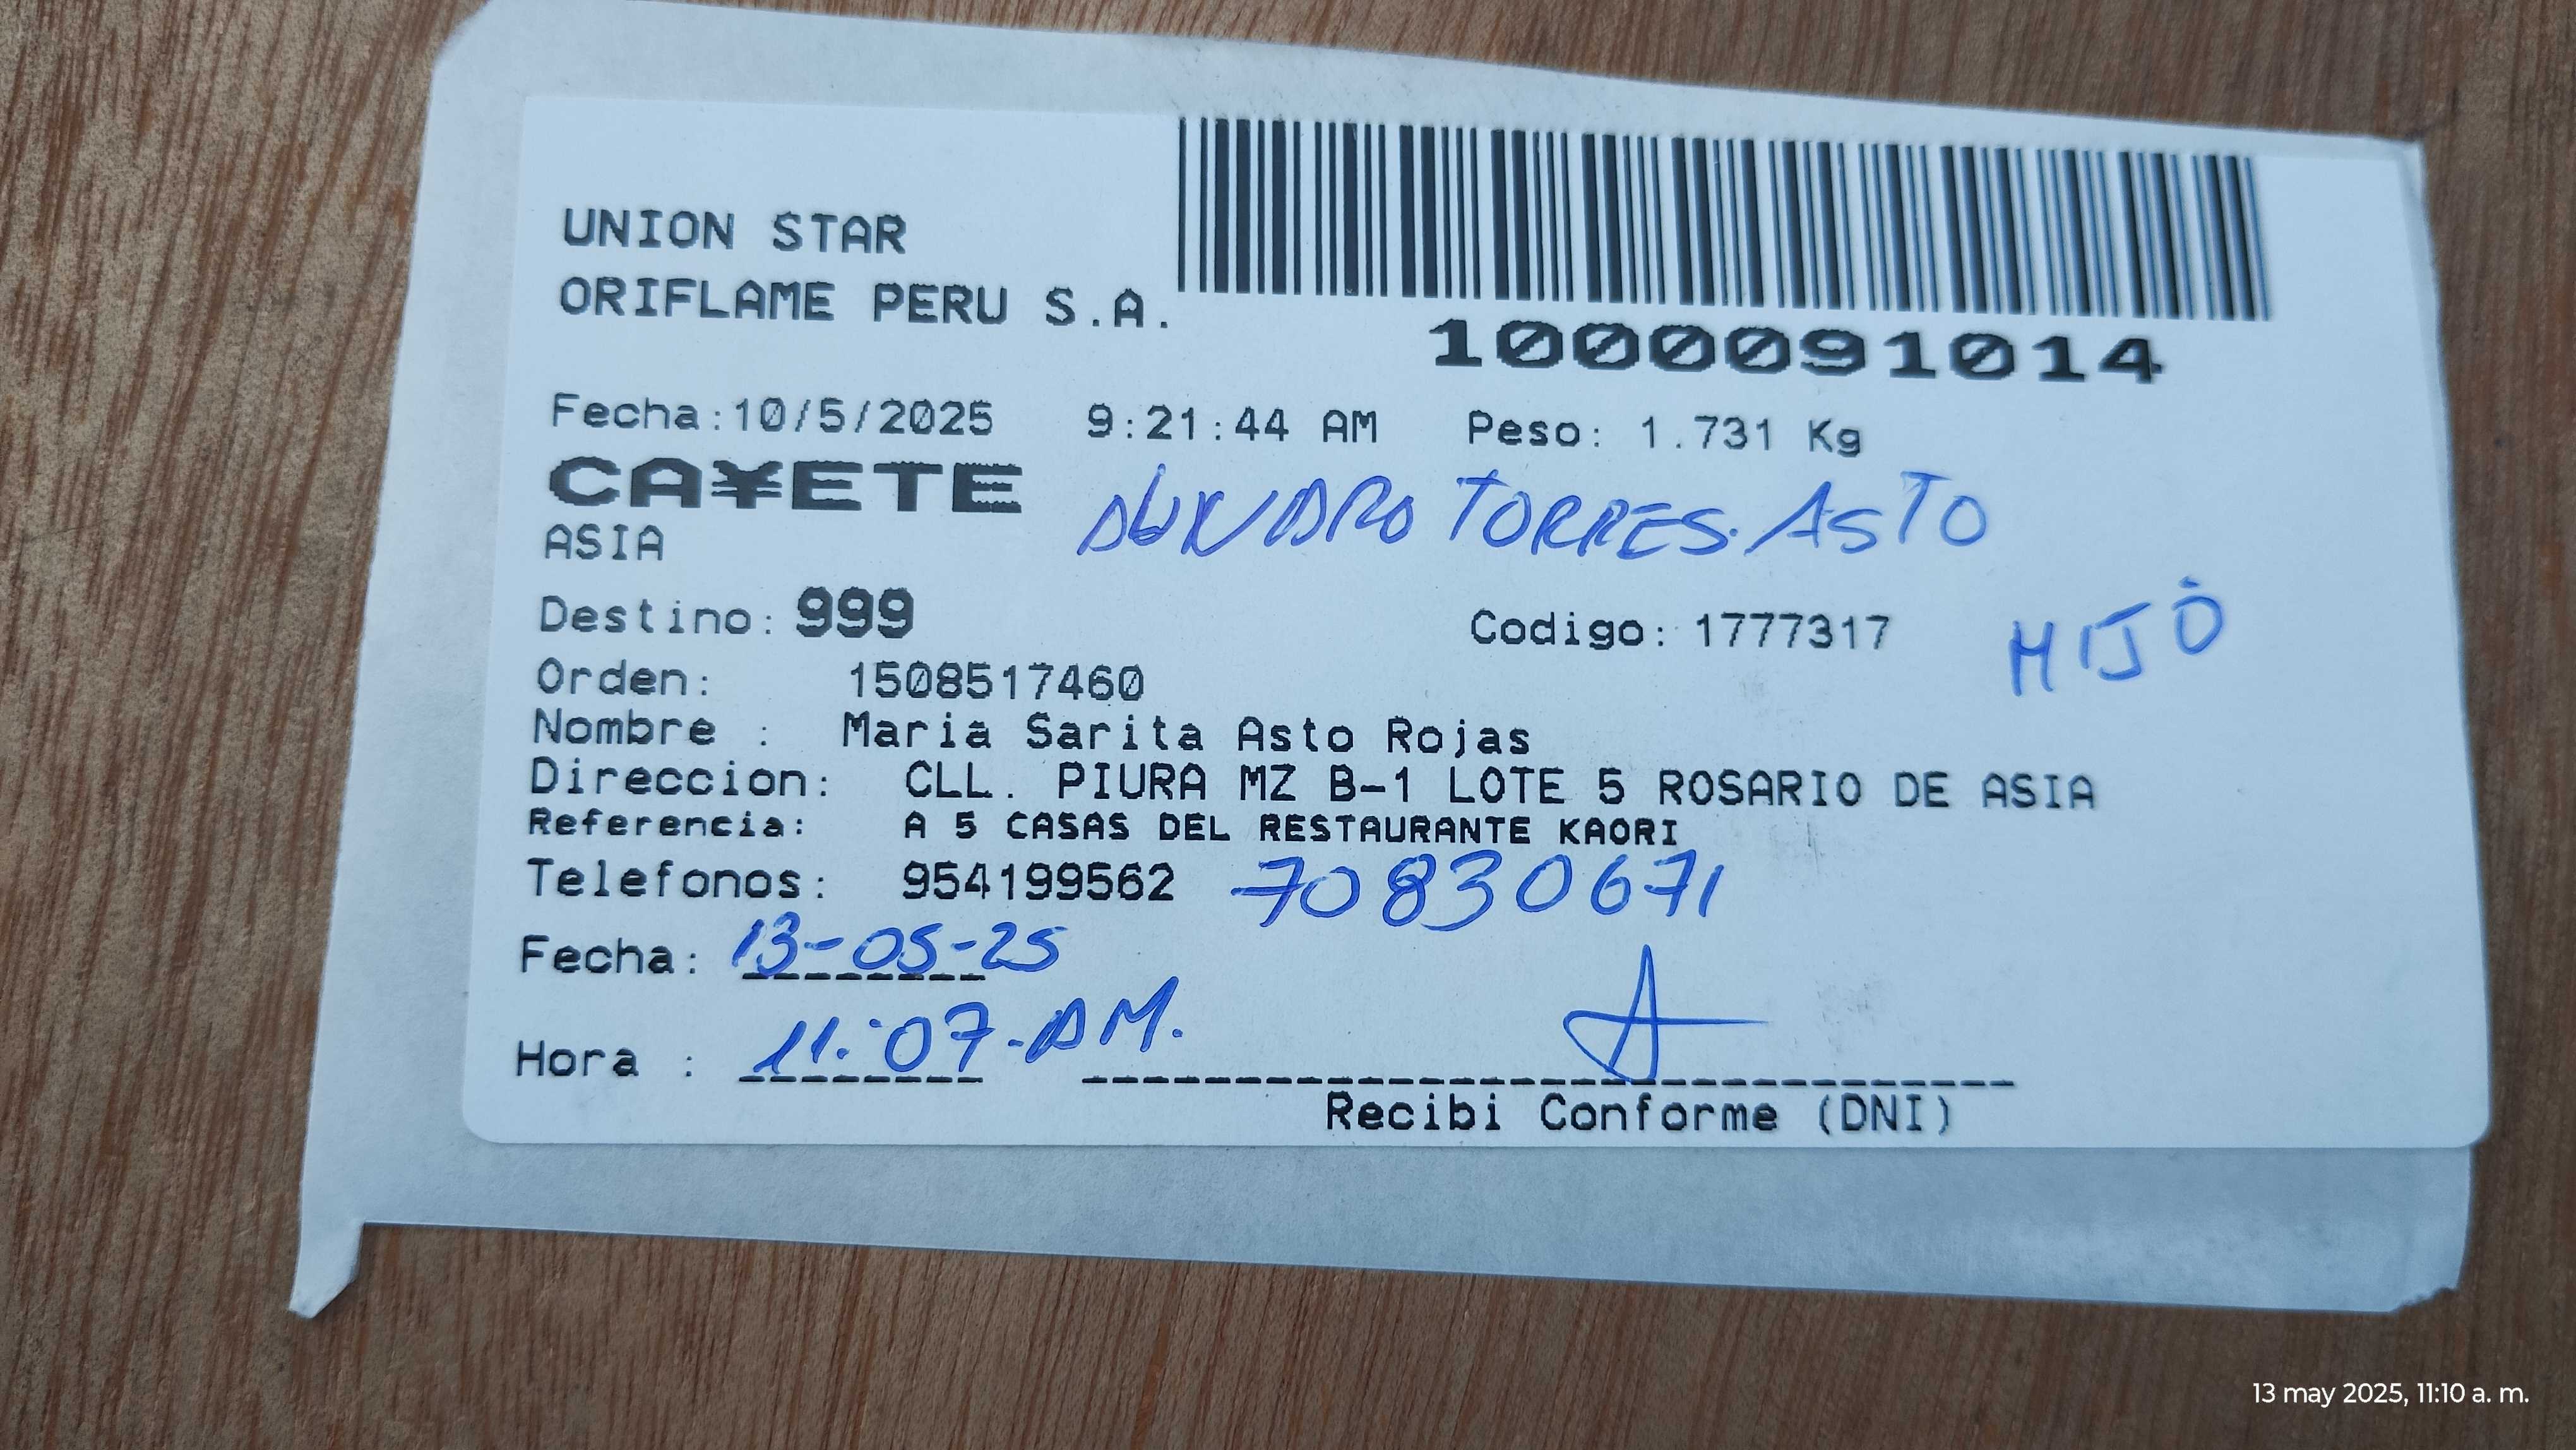 UNION STAR
ORIFLAME PERU S.A.
1000091014
Fecha:10/5/2025 9:21:44 AM Peso: 1.731 Kg
CA¥ETE TORRES. ASTO
ASIA
Destino: 999 Codigo: 1777317 HIJO
Orden: 1508517460
Nombre : Maria Sarita Asto Rojas
Direccion: CLL. PIURA MZ B-1 LOTE 5 ROSARIO DE ASIA
Referencia: A 5 CASAS DEL RESTAURANTE KAORI
Telefonos: 954199562 70830671
Fecha: 13-05-25
Hora : 11:07-AM.
Recibi Conforme (DNI)
13 may 2025, 11:10 a. m.